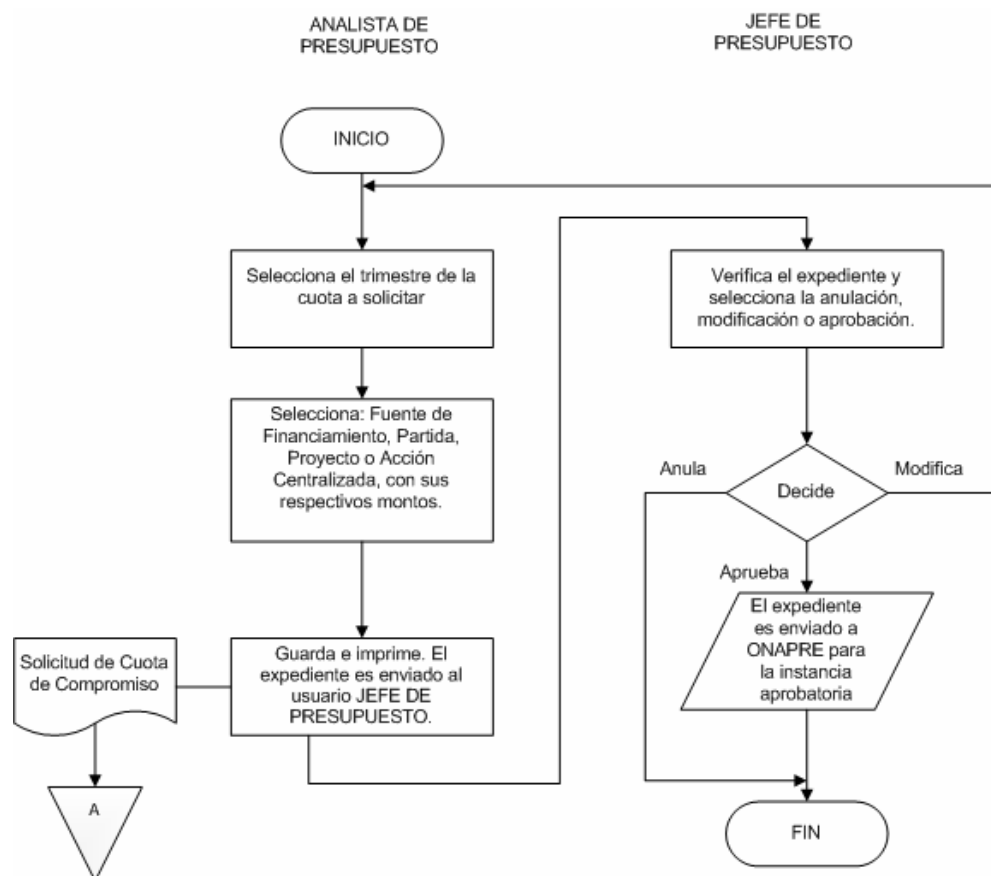 ANALISTA DE
PRESUPUESTO
JEFE DE
PRESUPUESTO
INICIO
Selecciona el trimestre de la
cuota a solicitar
Selecciona: Fuente de
Financiamiento, Partida,
Proyecto o Acción
Centralizada, con sus
respectivos montos.
Guarda e imprime. El
expediente es enviado al
usuario JEFE DE
PRESUPUESTO.
Solicitud de Cuota
de Compromiso
A
Verifica el expediente y
selecciona la anulación,
modificación o aprobación.
Anula
Modifica
Decide
Aprueba
El expediente
es enviado a
ONAPRE para
la instancia
aprobatoria
FIN